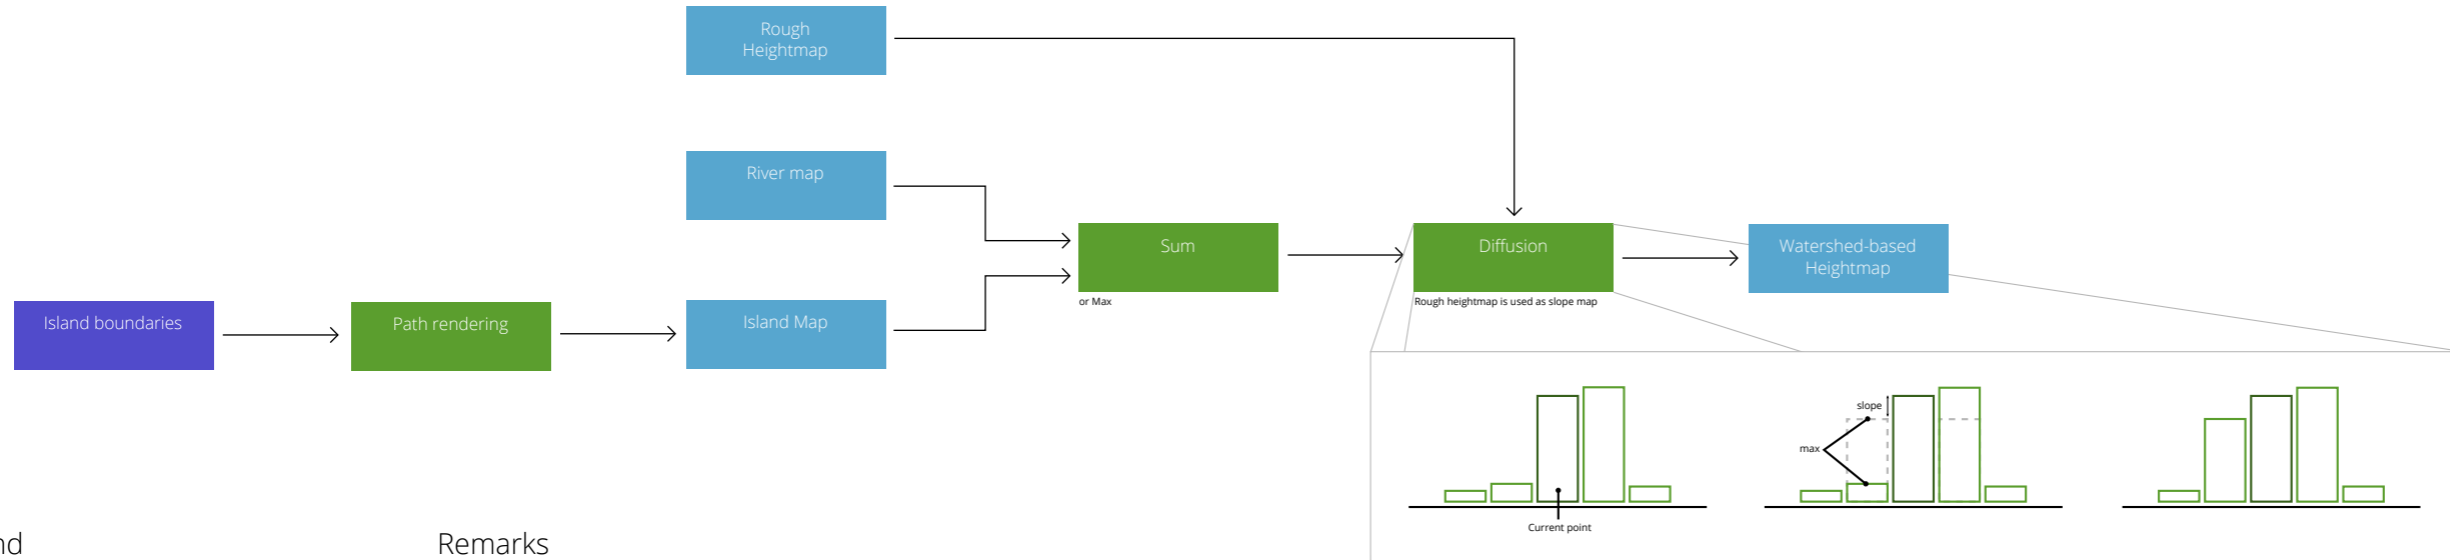 Rough
Heightmap
River map
Sum
Diffusion
Watershed-based
Heightmap
or Max
Rough heightmap is used as slope map
Island boundaries
Path rendering
Island Map
slope
max
Current point
nd
Remarks